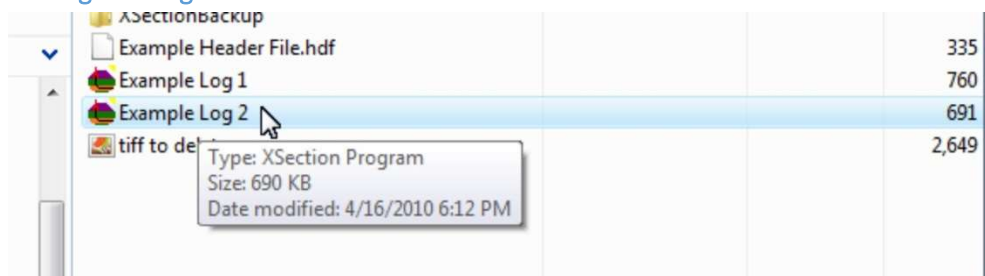 XSectionBackup
Example Header File.hdf 335
Example Log 1 760
Example Log 2 691
tiff to de 2,649
Type: XSection Program
Size: 690 KB
Date modified: 4/16/2010 6:12 PM